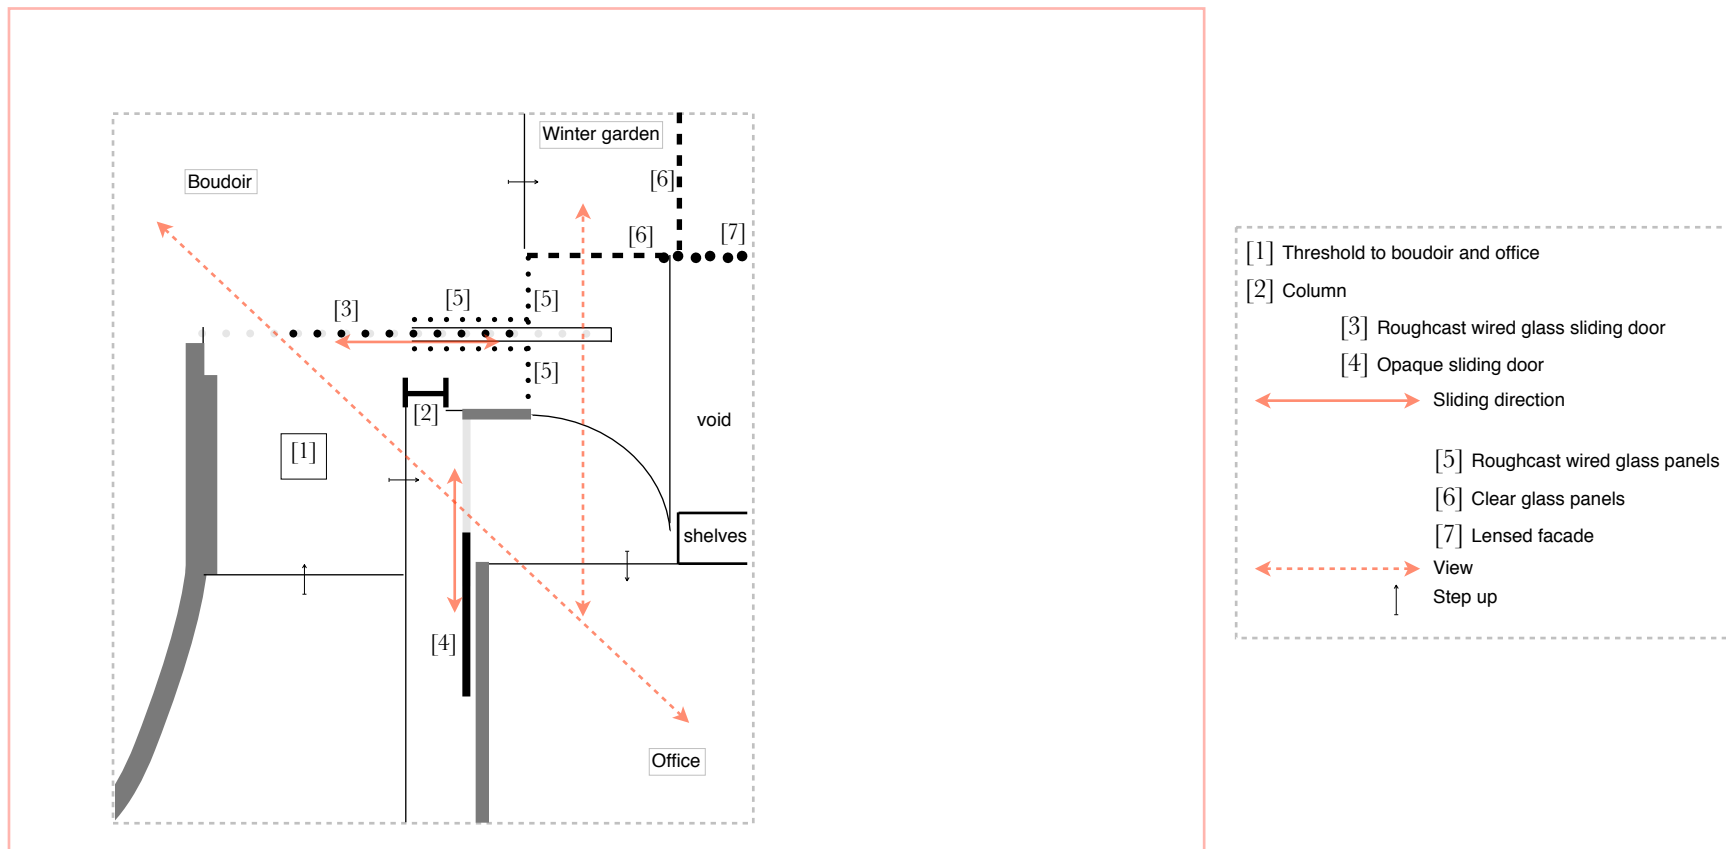 Winter garden
Boudoir
[6]
[6]
[7]
[3]
[5]
[5]
[5]
[2]
void
[1]
shelves
[4]
Office
[1] Threshold to boudoir and office
[2] Column
[3] Roughcast wired glass sliding door
[4] Opaque sliding door
Sliding direction
[5] Roughcast wired glass panels
[6] Clear glass panels
[7] Lensed facade
View
Step up